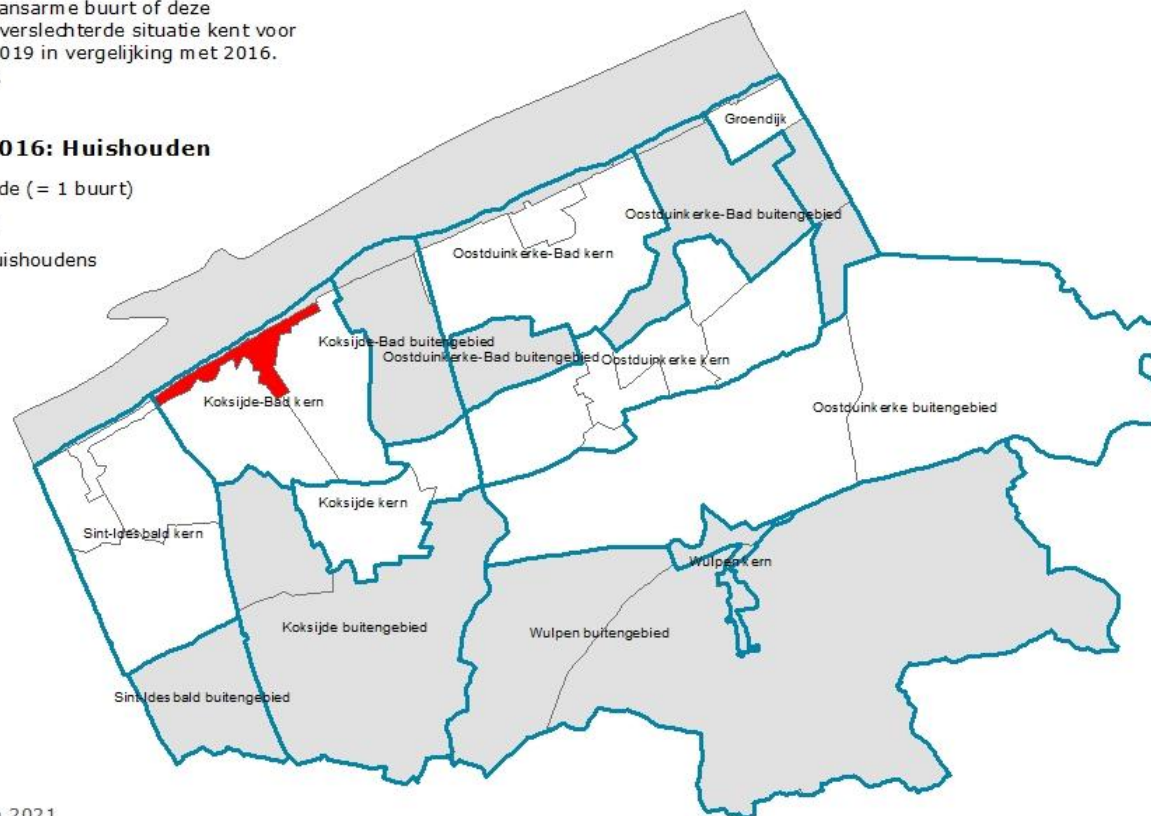 ansarme buurt of deze
verslechterde situatie kent voor
019 in vergelijking met 2016.
016: Huishouden
de (= 1 buurt)
uishoudens
Groendijk
Oostduinkerke-Bad buitengebied
Oostduinkerke-Bad kern
Koksijde-Bad buitengebied
Oostduinkerke-Bad buitengebied
Oostduinkerke kern
Koksijde-Bad kern
Oostduinkerke buitengebied
Koksijde kern
Sint-Idesbald kern
Wulpen kern
Koksijde buitengebied
Wulpen buitengebied
Sint-Idesbald buitengebied
2021